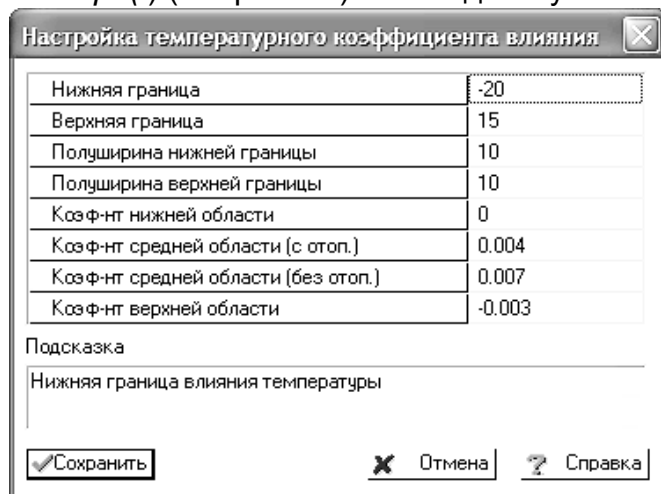 Настройка температурного коэффициента влияния
Нижняя граница -20
Верхняя граница 15
Полуширина нижней границы 10
Полуширина верхней границы 10
Коэф-нт нижней области 0
Коэф-нт средней области (с отоп.) 0.004
Коэф-нт средней области (без отоп.) 0.007
Коэф-нт верхней области -0.003
Подсказка
Нижняя граница влияния температуры
Сохранить Отмена Справка